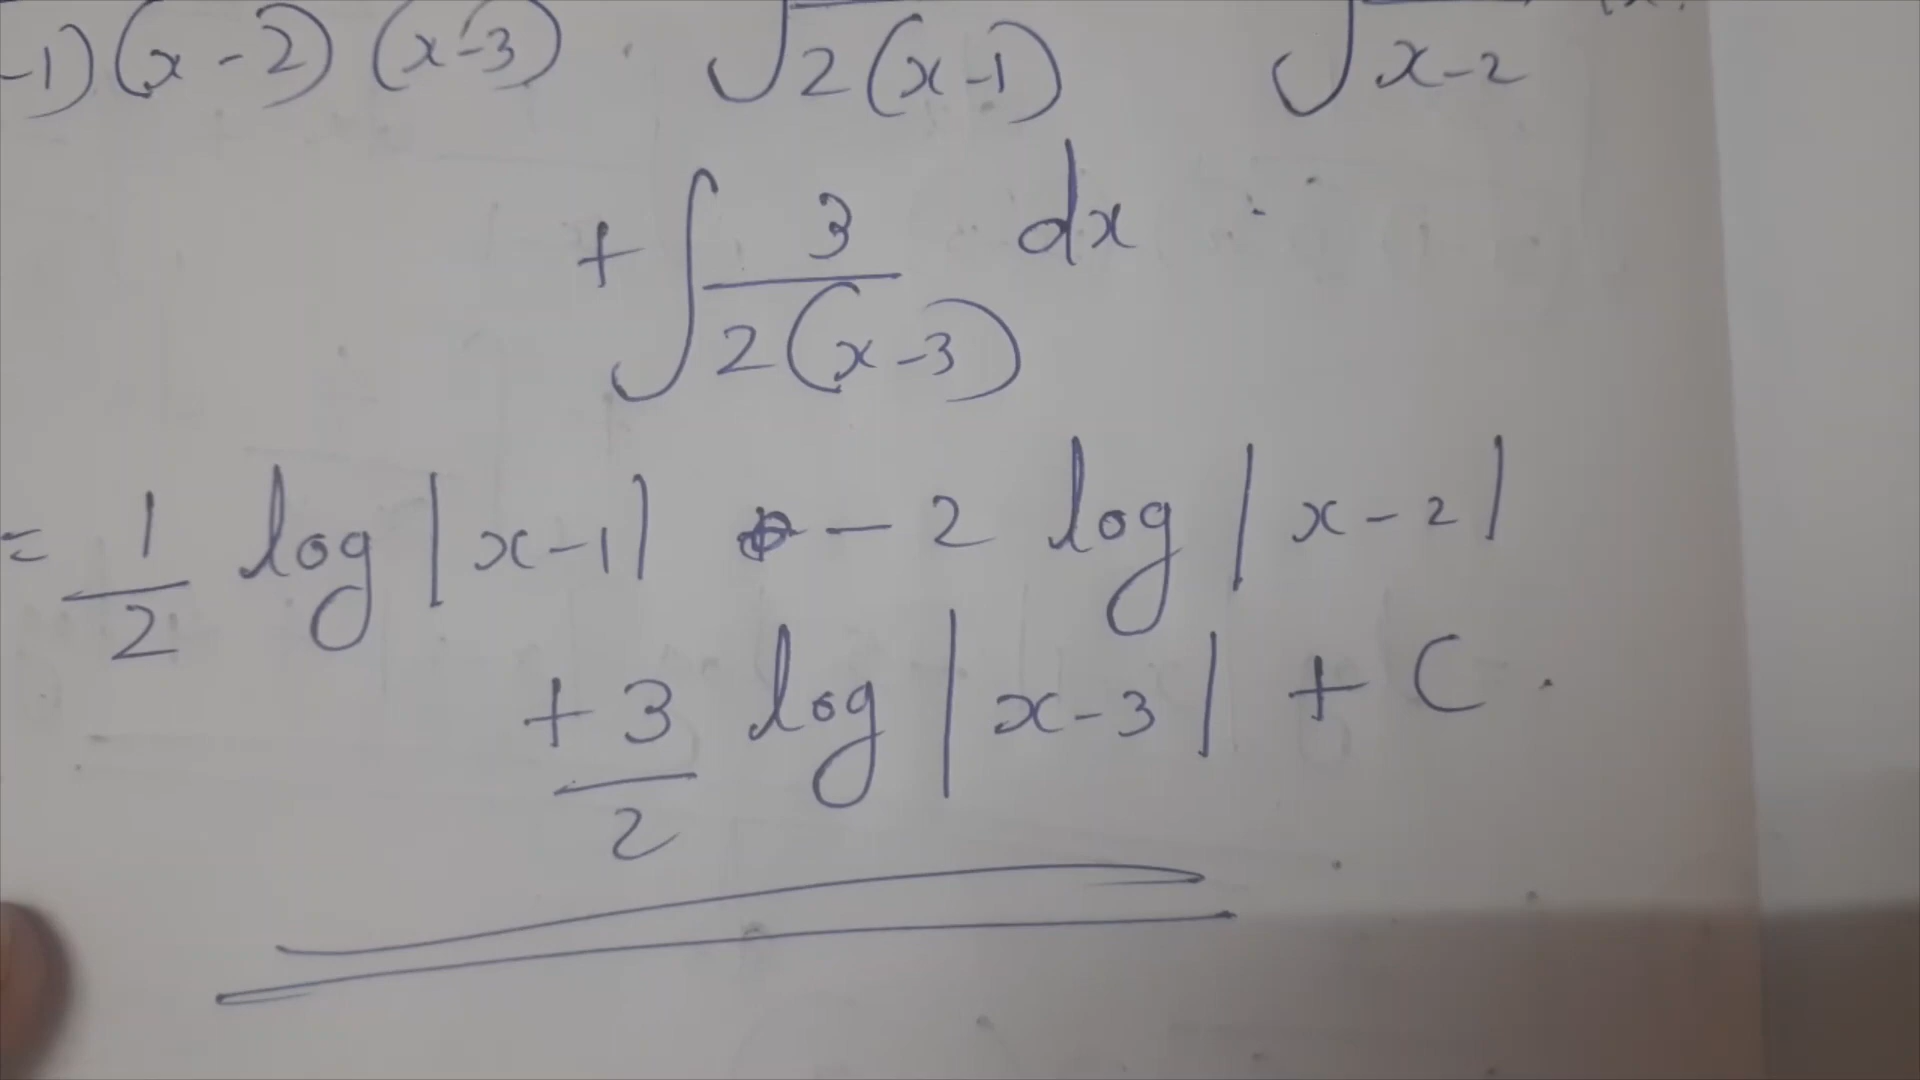 -1)(x-2)(x-3) ∫ 2(x-1) ∫ x-2
+ ∫ 3/2(x-3) dx
= 1/2 log |x-1| - 2 log |x-2|
+ 3/2 log |x-3| + C.